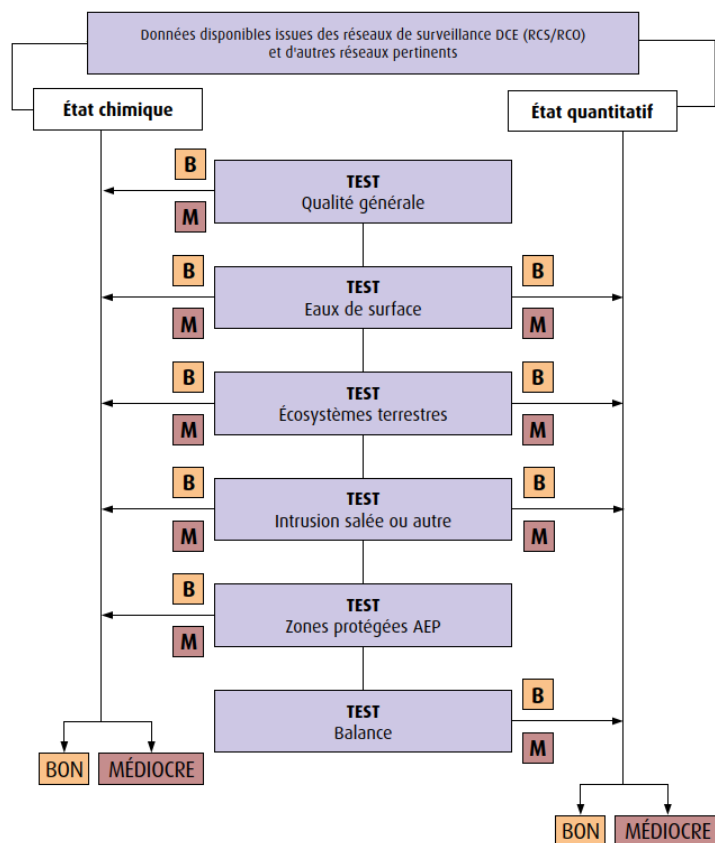 Données disponibles issues des réseaux de surveillance DCE (RCS/RCO)
et d'autres réseaux pertinents
État chimique
État quantitatif
B
TEST
Qualité générale
M
B
TEST
B
Eaux de surface
M
M
B
TEST
B
Écosystèmes terrestres
M
M
B
TEST
B
Intrusion salée ou autre
M
M
B
TEST
Zones protégées AEP
M
TEST
B
Balance
M
BON
MÉDIOCRE
BON
MÉDIOCRE